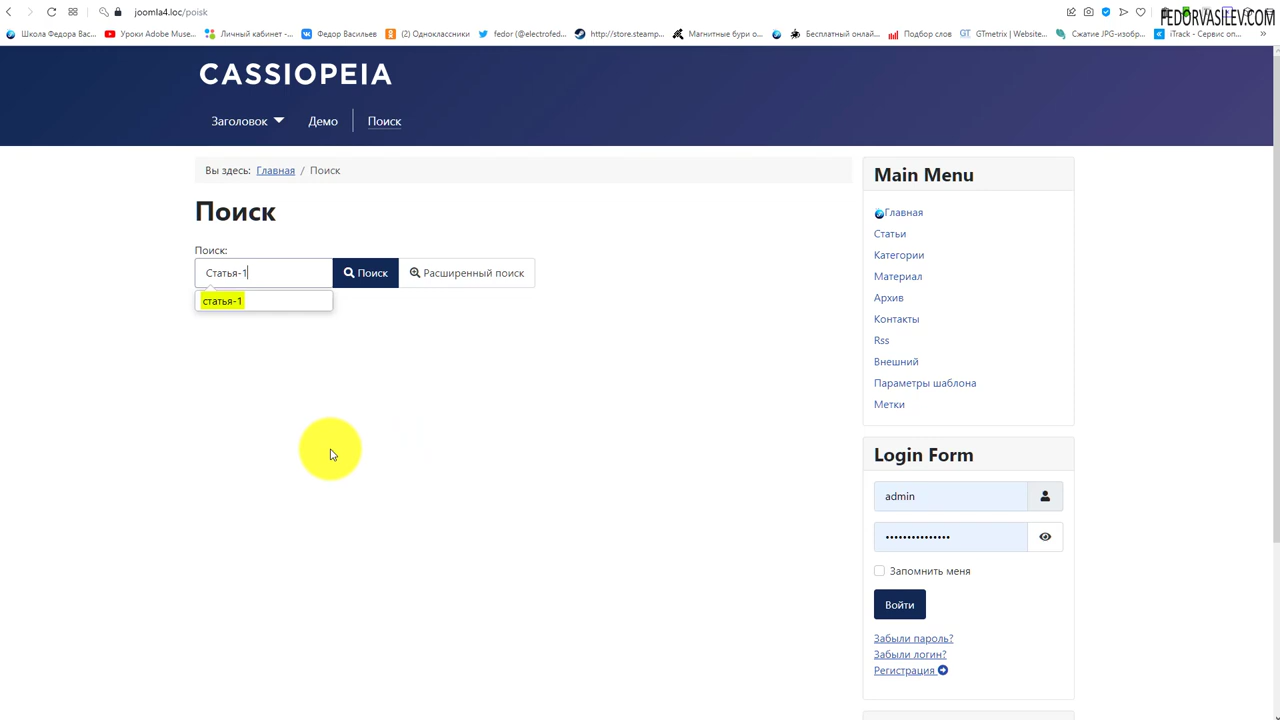 joomla4.loc/poisk
FEDORVASILEV.COM
Школа Федора Вас...
Уроки Adobe Muse...
Личный кабинет -...
Федор Васильев
(2) Одноклассники
fedor (@electrofed...
http://store.steamp...
Магнитные бури о...
Бесплатный онлай...
Подбор слов
GTmetrix | Website...
Сжатие JPG-изобр...
iTrack - Сервис оп...
CASSIOPEIA
Заголовок
Демо
Поиск
Вы здесь: Главная / Поиск
Поиск
Поиск:
Статья-1
Поиск
Расширенный поиск
статья-1
Main Menu
Главная
Статьи
Категории
Материал
Архив
Контакты
Rss
Внешний
Параметры шаблона
Метки
Login Form
admin
Запомнить меня
Войти
Забыли пароль?
Забыли логин?
Регистрация